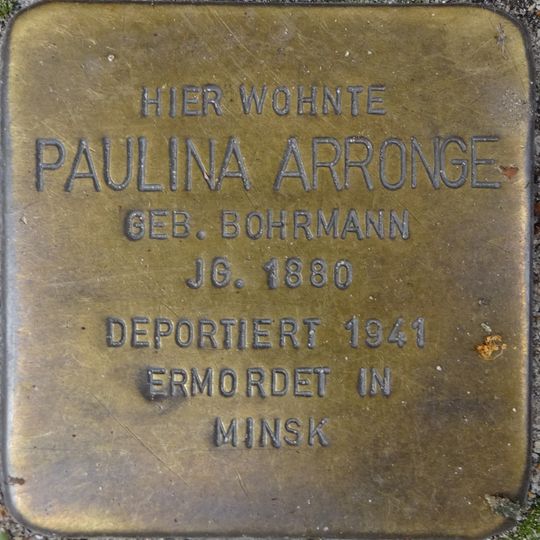 HIER WOHNTE
PAULINA ARRONGE
GEB. BOHRMANN
JG. 1880
DEPORTIERT 1941
ERMORDET IN
MINSK